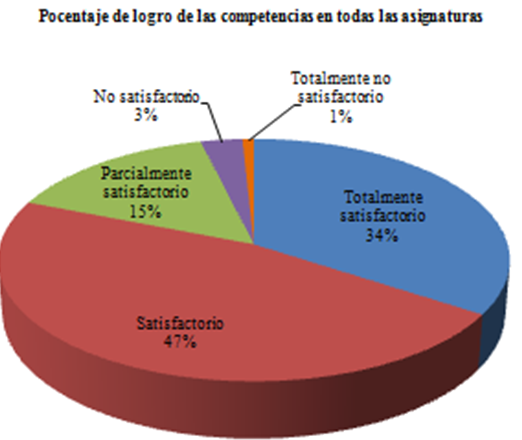 Pocentaje de logro de las competencias en todas las asignaturas
Totalmente no
satisfactorio
1%
No satisfactorio
3%
Parcialmente
satisfactorio
15%
Totalmente
satisfactorio
34%
Satisfactorio
47%